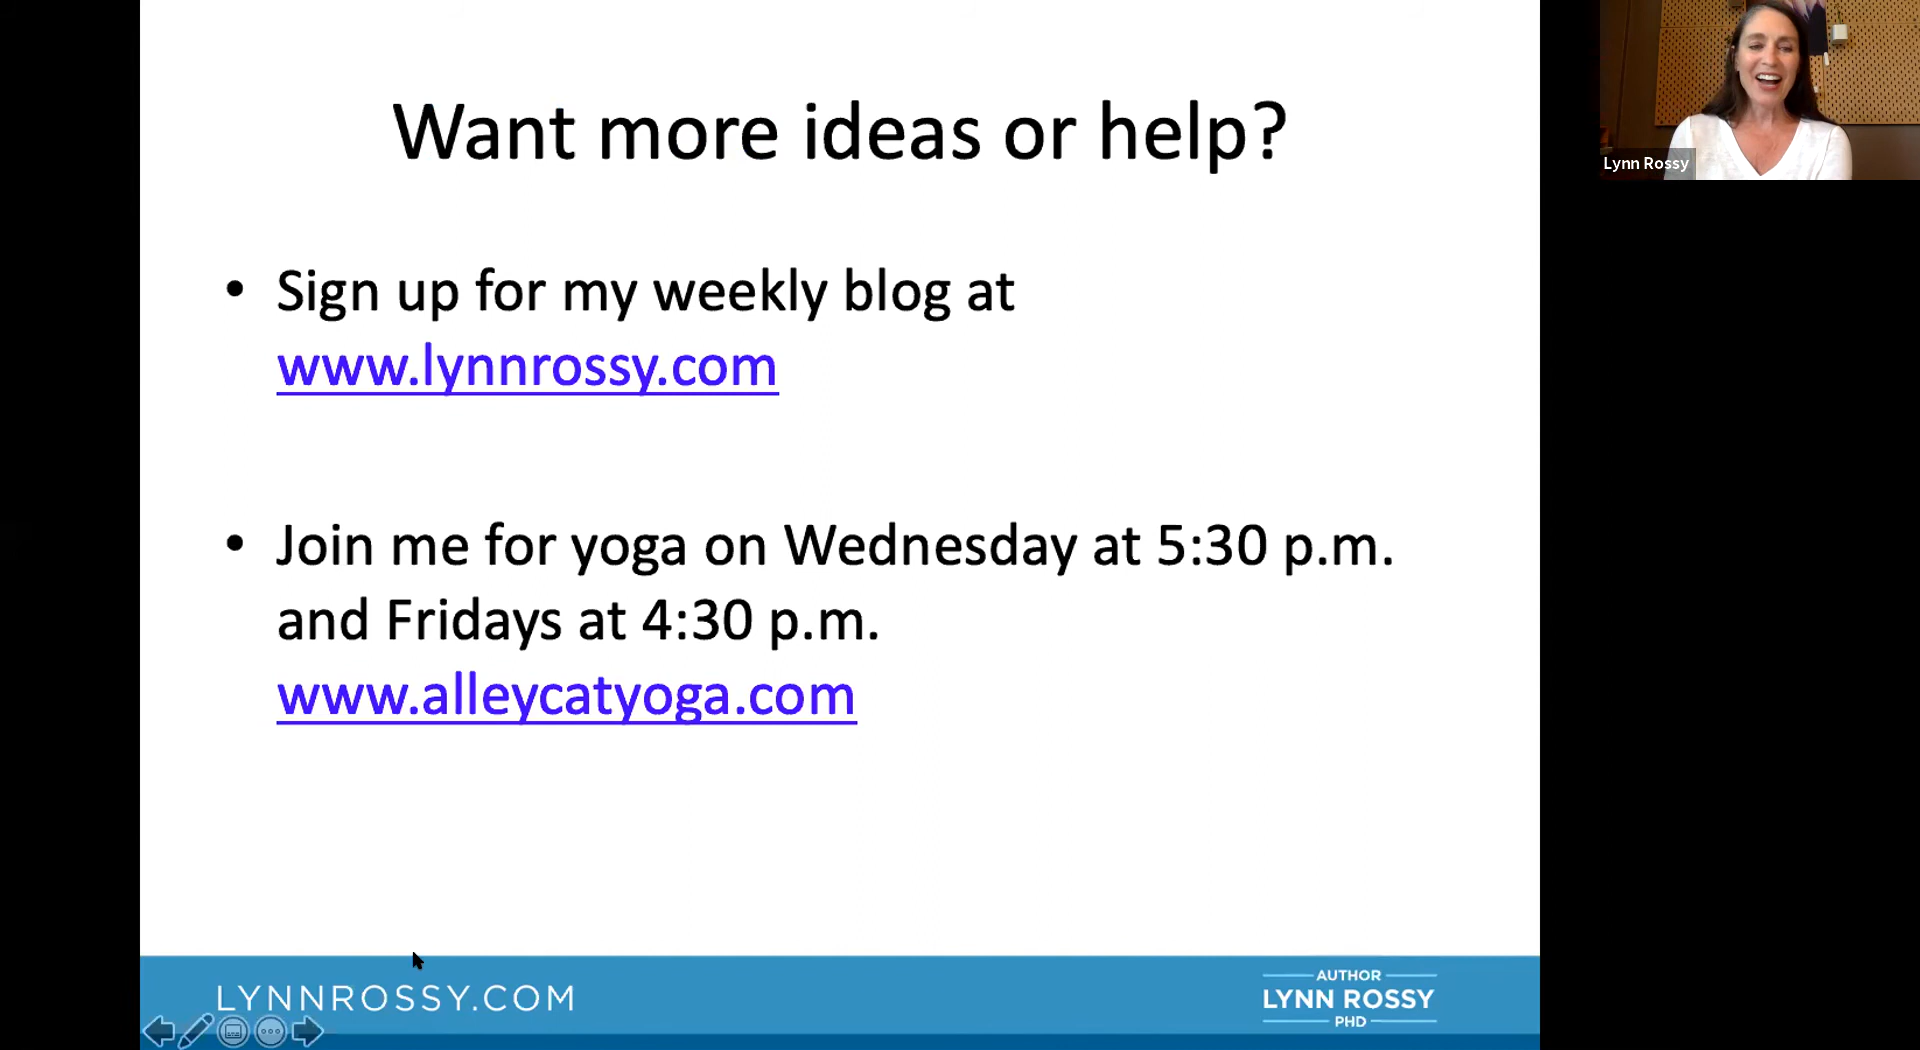 Want more ideas or help?
• Sign up for my weekly blog at
www.lynnrossy.com
• Join me for yoga on Wednesday at 5:30 p.m.
and Fridays at 4:30 p.m.
www.alleycatyoga.com
LYNNROSSY.COM
AUTHOR
LYNN ROSSY
PHD
Lynn Rossy